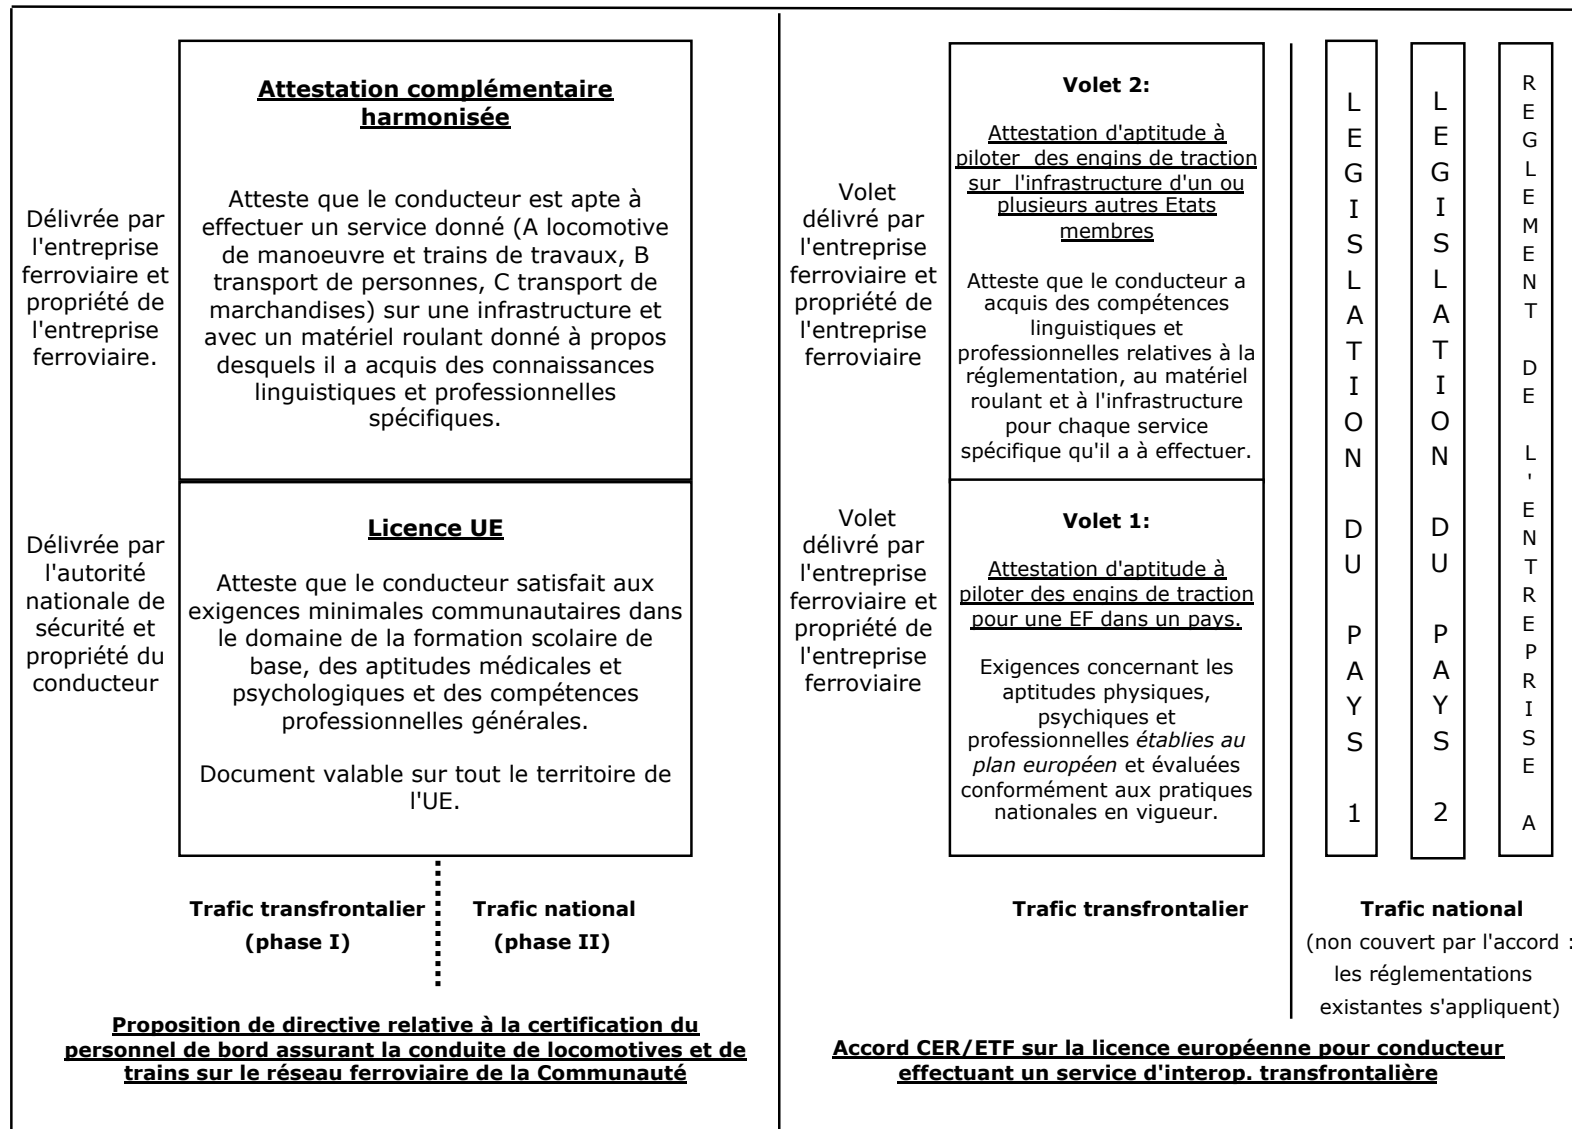 Délivrée par
l'entreprise
ferroviaire et
propriété de
l'entreprise
ferroviaire.
Attestation complémentaire
harmonisée
Atteste que le conducteur est apte à
effectuer un service donné (A locomotive
de manoeuvre et trains de travaux, B
transport de personnes, C transport de
marchandises) sur une infrastructure et
avec un matériel roulant donné à propos
desquels il a acquis des connaissances
linguistiques et professionnelles
spécifiques.
Délivrée par
l'autorité
nationale de
sécurité et
propriété du
conducteur
Licence UE
Atteste que le conducteur satisfait aux
exigences minimales communautaires dans
le domaine de la formation scolaire de
base, des aptitudes médicales et
psychologiques et des compétences
professionnelles générales.
Document valable sur tout le territoire de
l'UE.
Trafic transfrontalier
(phase I)
Trafic national
(phase II)
Proposition de directive relative à la certification du
personnel de bord assurant la conduite de locomotives et de
trains sur le réseau ferroviaire de la Communauté
Volet
délivré par
l'entreprise
ferroviaire et
propriété de
l'entreprise
ferroviaire
Volet 2:
Attestation d'aptitude à
piloter des engins de traction
sur l'infrastructure d'un ou
plusieurs autres Etats
membres
Atteste que le conducteur a
acquis des compétences
linguistiques et
professionnelles relatives à la
réglementation, au matériel
roulant et à l'infrastructure
pour chaque service
spécifique qu'il a à effectuer.
Volet
délivré par
l'entreprise
ferroviaire et
propriété de
l'entreprise
ferroviaire
Volet 1:
Attestation d'aptitude à
piloter des engins de traction
pour une EF dans un pays.
Exigences concernant les
aptitudes physiques,
psychiques et
professionnelles établies au
plan européen et évaluées
conformément aux pratiques
nationales en vigueur.
Trafic transfrontalier
LEGISLATION DU PAYS 1
LEGISLATION DU PAYS 2
REGLEMENT DE L'ENTREPRISE A
Trafic national
(non couvert par l'accord :
les réglementations
existantes s'appliquent)
Accord CER/ETF sur la licence européenne pour conducteur
effectuant un service d'interop. transfrontalière